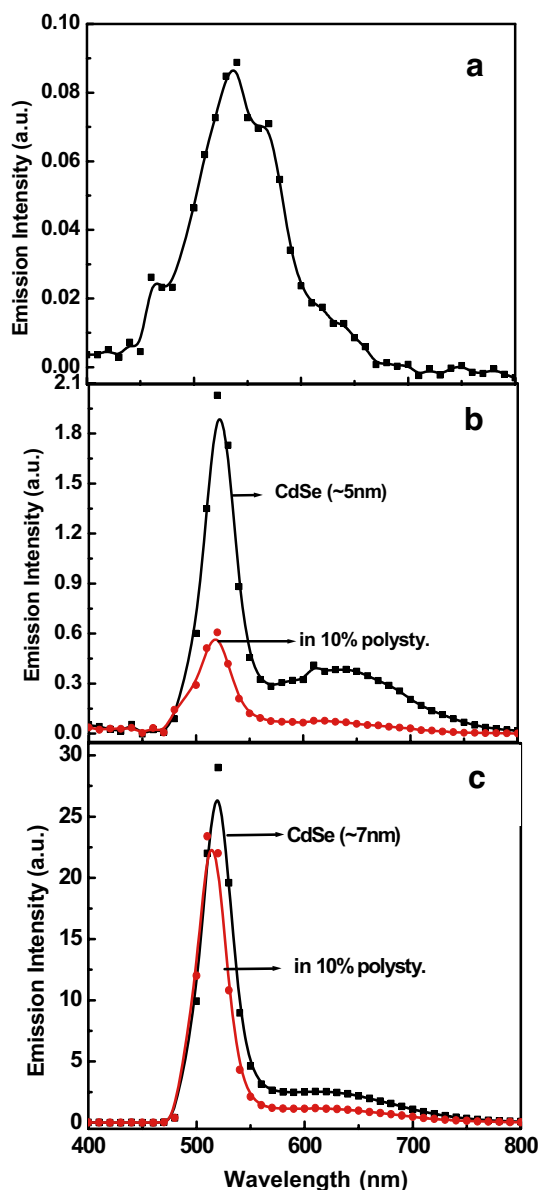 0.10
a
0.08
0.06
0.04
0.02
0.00
Emission Intensity (a.u.)
2.1
b
1.8
1.5
1.2
0.9
0.6
0.3
0.0
Emission Intensity (a.u.)
CdSe (~5nm)
in 10% polysty.
30
c
25
20
15
10
5
0
Emission Intensity (a.u.)
CdSe (~7nm)
in 10% polysty.
400 500 600 700 800
Wavelength (nm)